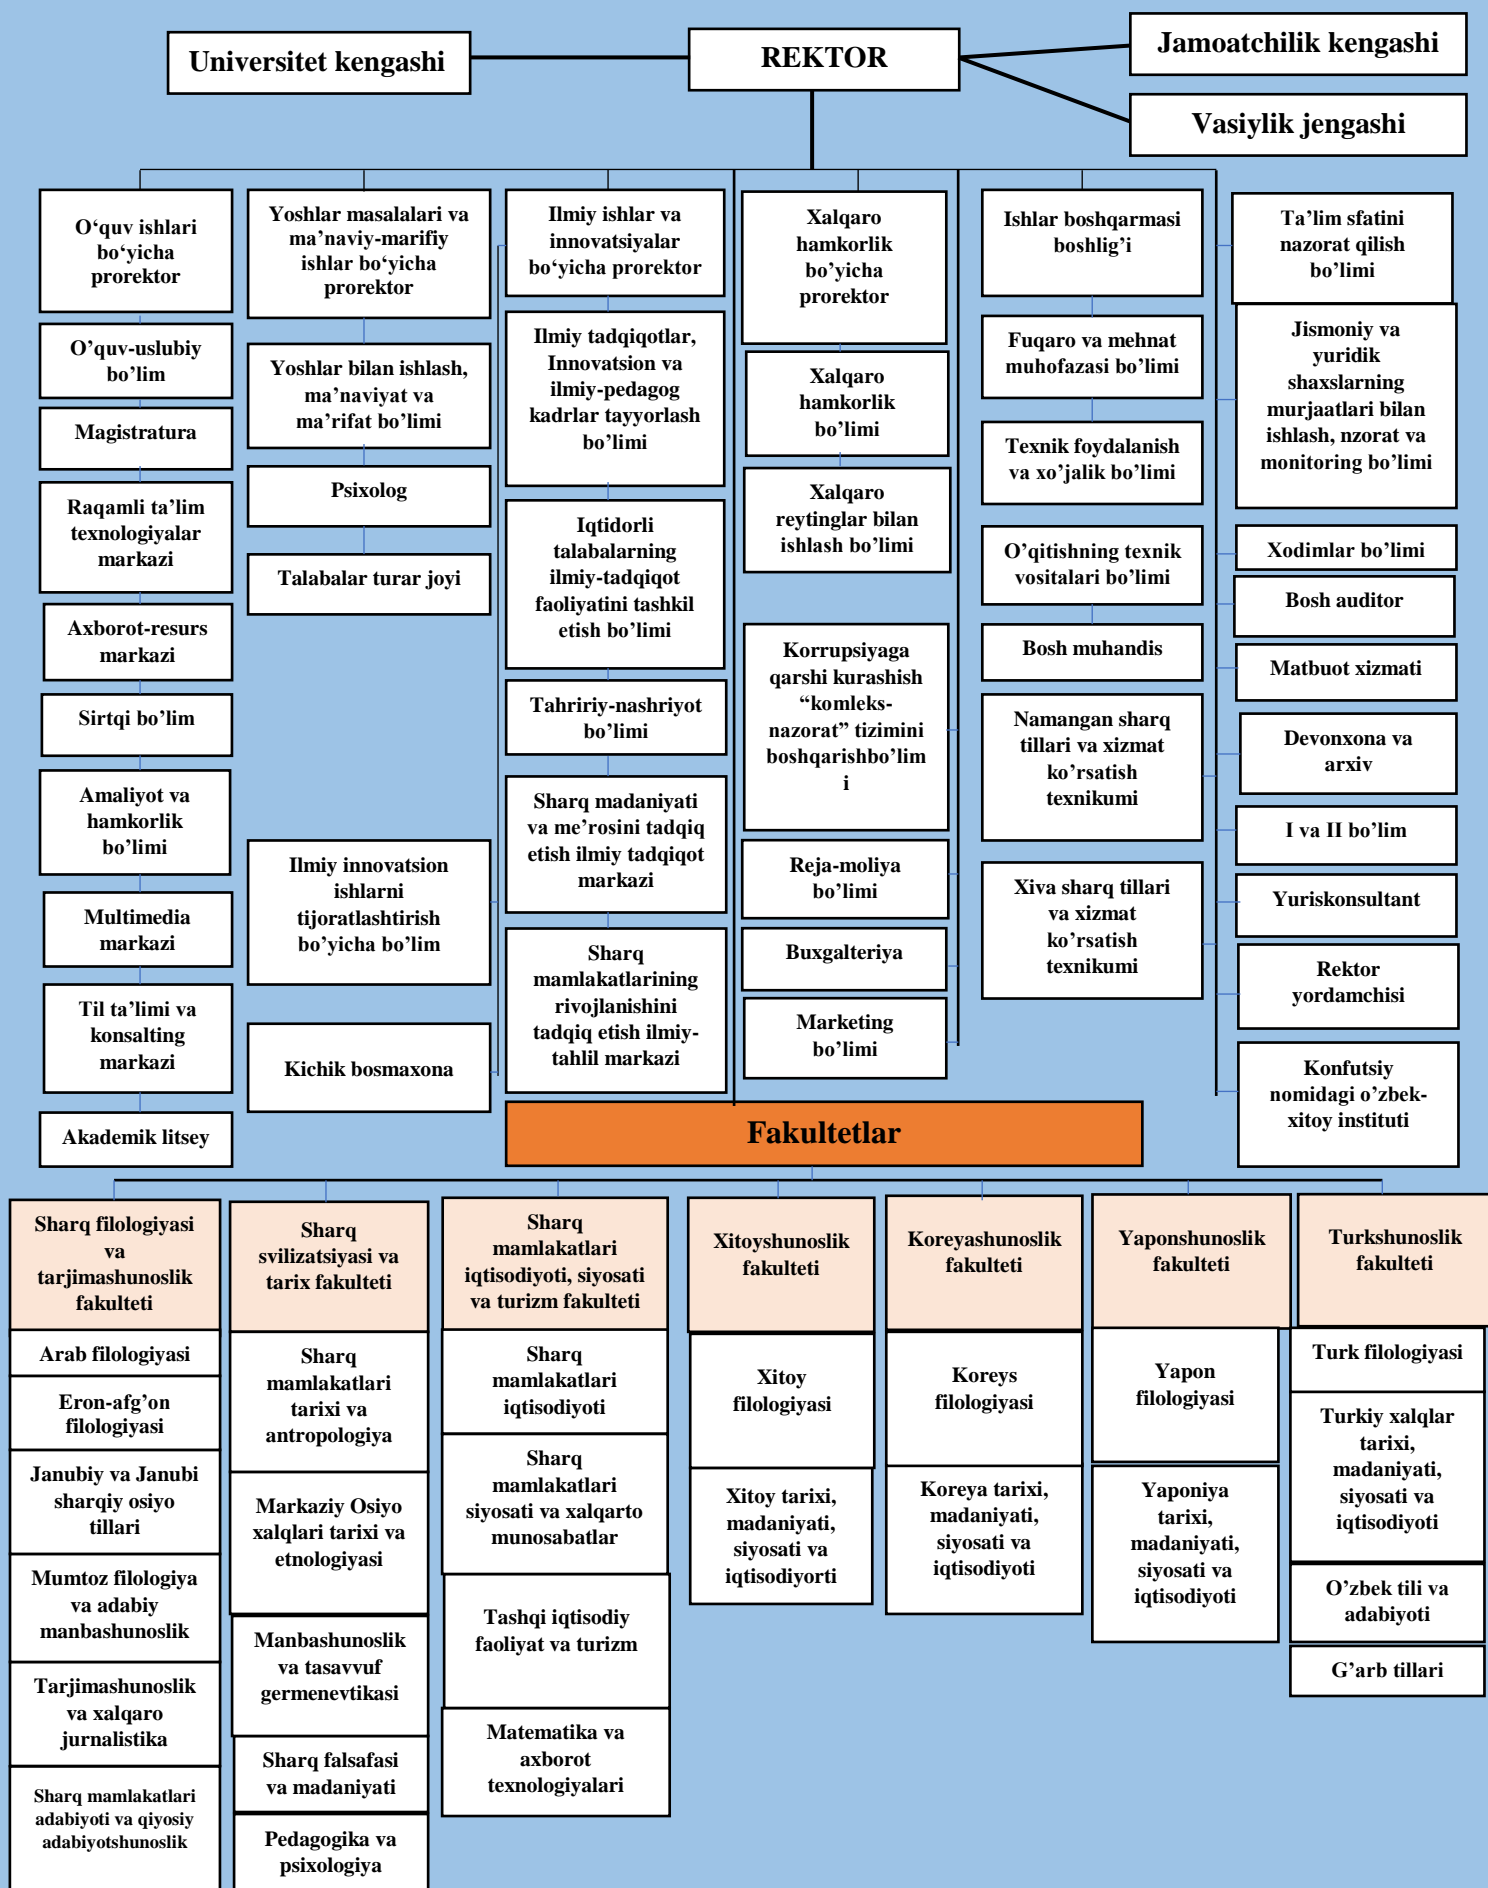 Universitet kengashi
REKTOR
Jamoatchilik kengashi
Vasiylik jengashi
O‘quv ishlari
bo‘yicha
prorektor
O’quv-uslubiy
bo’lim
Magistratura
Raqamli ta’lim
texnologiyalar
markazi
Axborot-resurs
markazi
Sirtqi bo’lim
Amaliyot va
hamkorlik
bo’limi
Multimedia
markazi
Til ta’limi va
konsalting
markazi
Akademik litsey
Yoshlar masalalari va
ma’naviy-marifiy
ishlar bo‘yicha
prorektor
Yoshlar bilan ishlash,
ma’naviyat va
ma’rifat bo’limi
Psixolog
Talabalar turar joyi
Ilmiy innovatsion
ishlarni
tijoratlashtirish
bo’yicha bo’lim
Kichik bosmaxona
Ilmiy ishlar va
innovatsiyalar
bo‘yicha prorektor
Ilmiy tadqiqotlar,
Innovatsion va
ilmiy-pedagog
kadrlar tayyorlash
bo’limi
Iqtidorli
talabalarning
ilmiy-tadqiqot
faoliyatini tashkil
etish bo’limi
Tahririy-nashriyot
bo’limi
Sharq madaniyati
va me’rosini tadqiq
etish ilmiy tadqiqot
markazi
Sharq
mamlakatlarining
rivojlanishini
tadqiq etish ilmiy-
tahlil markazi
Xalqaro
hamkorlik
bo’yicha
prorektor
Xalqaro
hamkorlik
bo’limi
Xalqaro
reytinglar bilan
ishlash bo’limi
Korrupsiyaga
qarshi kurashish
“komleks-
nazorat” tizimini
boshqarishbo’lim
i
Reja-moliya
bo’limi
Buxgalteriya
Marketing
bo’limi
Ishlar boshqarmasi
boshlig’i
Fuqaro va mehnat
muhofazasi bo’limi
Texnik foydalanish
va xo’jalik bo’limi
O’qitishning texnik
vositalari bo’limi
Bosh muhandis
Namangan sharq
tillari va xizmat
ko’rsatish
texnikumi
Xiva sharq tillari
va xizmat
ko’rsatish
texnikumi
Ta’lim sfatini
nazorat qilish
bo’limi
Jismoniy va
yuridik
shaxslarning
murjaatlari bilan
ishlash, nzorat va
monitoring bo’limi
Xodimlar bo’limi
Bosh auditor
Matbuot xizmati
Devonxona va
arxiv
I va II bo’lim
Yuriskonsultant
Rektor
yordamchisi
Konfutsiy
nomidagi o’zbek-
xitoy instituti
Fakultetlar
Sharq filologiyasi
va
tarjimashunoslik
fakulteti
Arab filologiyasi
Eron-afg’on
filologiyasi
Janubiy va Janubi
sharqiy osiyo
tillari
Mumtoz filologiya
va adabiy
manbashunoslik
Tarjimashunoslik
va xalqaro
jurnalistika
Sharq mamlakatlari
adabiyoti va qiyosiy
adabiyotshunoslik
Sharq
svilizatsiyasi va
tarix fakulteti
Sharq
mamlakatlari
tarixi va
antropologiya
Markaziy Osiyo
xalqlari tarixi va
etnologiyasi
Manbashunoslik
va tasavvuf
germenevtikasi
Sharq falsafasi
va madaniyati
Pedagogika va
psixologiya
Sharq
mamlakatlari
iqtisodiyoti, siyosati
va turizm fakulteti
Sharq
mamlakatlari
iqtisodiyoti
Sharq
mamlakatlari
siyosati va xalqarto
munosabatlar
Tashqi iqtisodiy
faoliyat va turizm
Matematika va
axborot
texnologiyalari
Xitoyshunoslik
fakulteti
Xitoy
filologiyasi
Xitoy tarixi,
madaniyati,
siyosati va
iqtisodiyorti
Koreyashunoslik
fakulteti
Koreys
filologiyasi
Koreya tarixi,
madaniyati,
siyosati va
iqtisodiyoti
Yaponshunoslik
fakulteti
Yapon
filologiyasi
Yaponiya
tarixi,
madaniyati,
siyosati va
iqtisodiyoti
Turkshunoslik
fakulteti
Turk filologiyasi
Turkiy xalqlar
tarixi,
madaniyati,
siyosati va
iqtisodiyoti
O’zbek tili va
adabiyoti
G’arb tillari